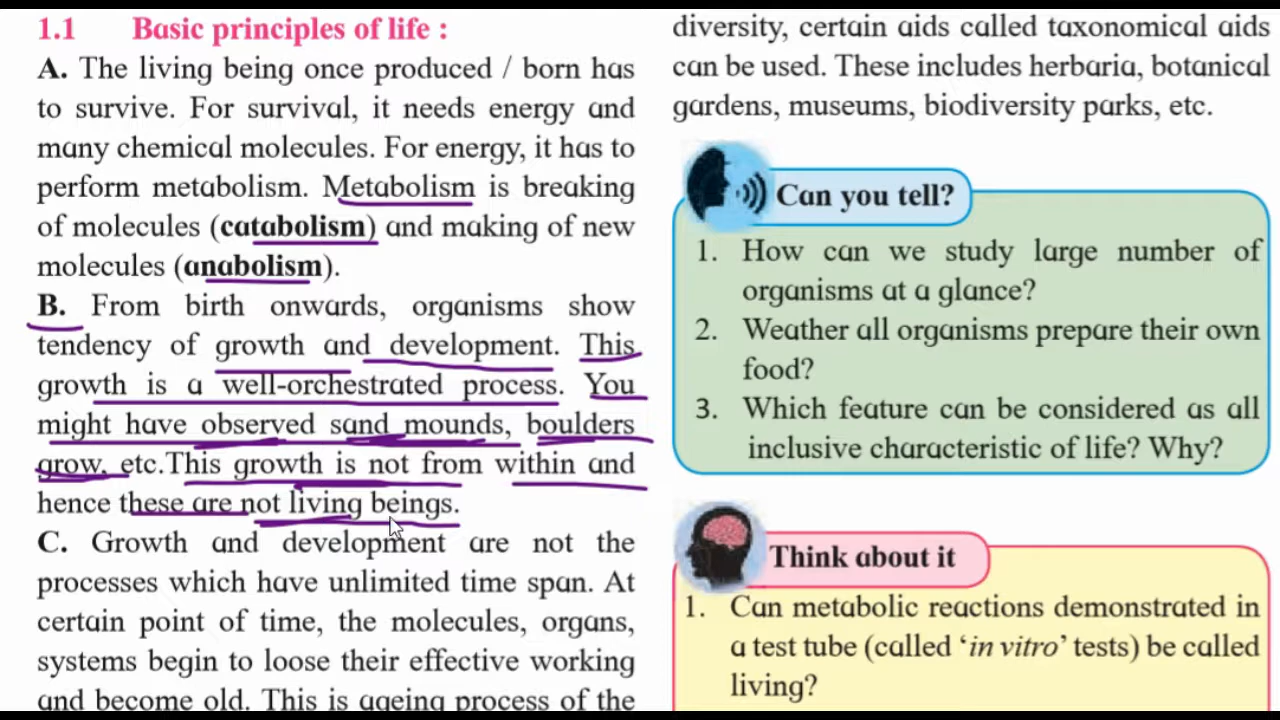 1.1 Basic principles of life :
A. The living being once produced / born has
to survive. For survival, it needs energy and
many chemical molecules. For energy, it has to
perform metabolism. Metabolism is breaking
of molecules (catabolism) and making of new
molecules (anabolism).
B. From birth onwards, organisms show
tendency of growth and development. This
growth is a well-orchestrated process. You
might have observed sand mounds, boulders
grow, etc.This growth is not from within and
hence these are not living beings.
C. Growth and development are not the
processes which have unlimited time span. At
certain point of time, the molecules, organs,
systems begin to loose their effective working
and become old. This is ageing process of the
diversity, certain aids called taxonomical aids
can be used. These includes herbaria, botanical
gardens, museums, biodiversity parks, etc.
Can you tell?
1. How can we study large number of
organisms at a glance?
2. Weather all organisms prepare their own
food?
3. Which feature can be considered as all
inclusive characteristic of life? Why?
Think about it
1. Can metabolic reactions demonstrated in
a test tube (called ‘in vitro’ tests) be called
living?